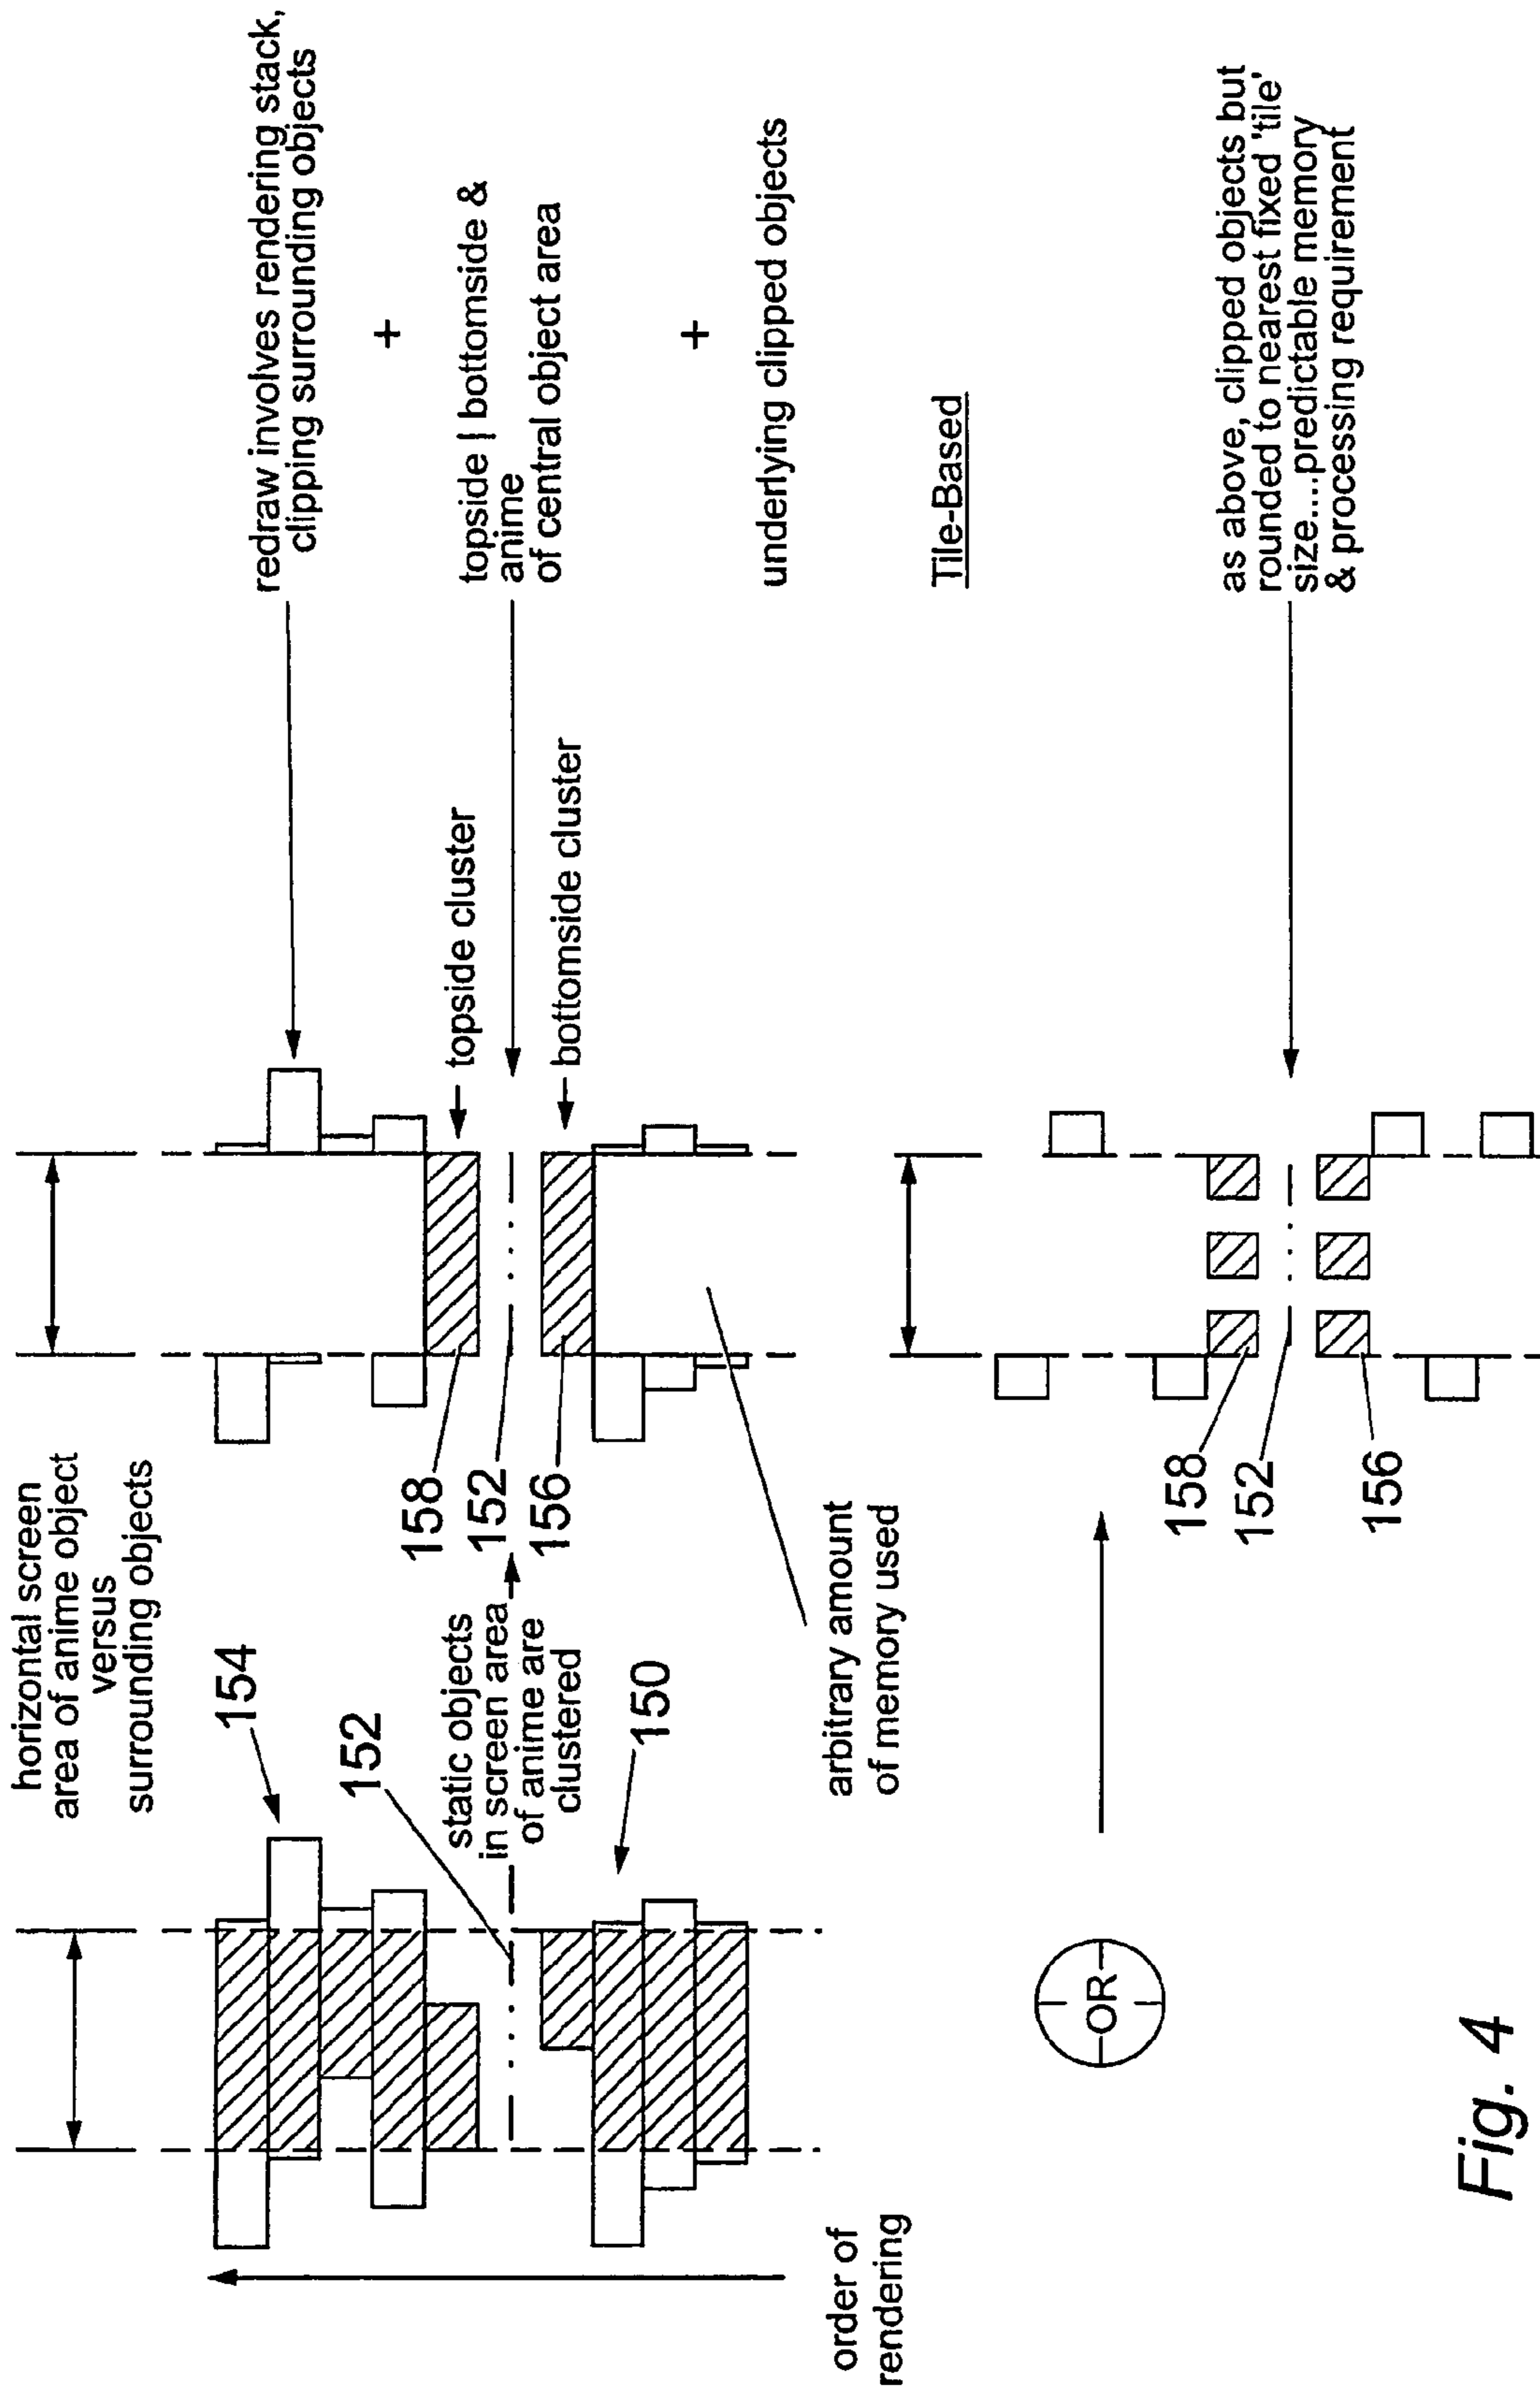 horizontal screen
area of anime object
versus
surrounding objects
154
152
static objects
in screen area
of anime are
clustered
150
order of
rendering
158
152
156
arbitrary amount
of memory used
topside cluster
bottomside cluster
redraw involves rendering stack,
clipping surrounding objects
+
topside | bottomside &
anime
of central object area
+
underlying clipped objects
Tile-Based
OR
158
152
156
as above, clipped objects but
rounded to nearest fixed 'tile'
size....predictable memory
& processing requirement
Fig. 4